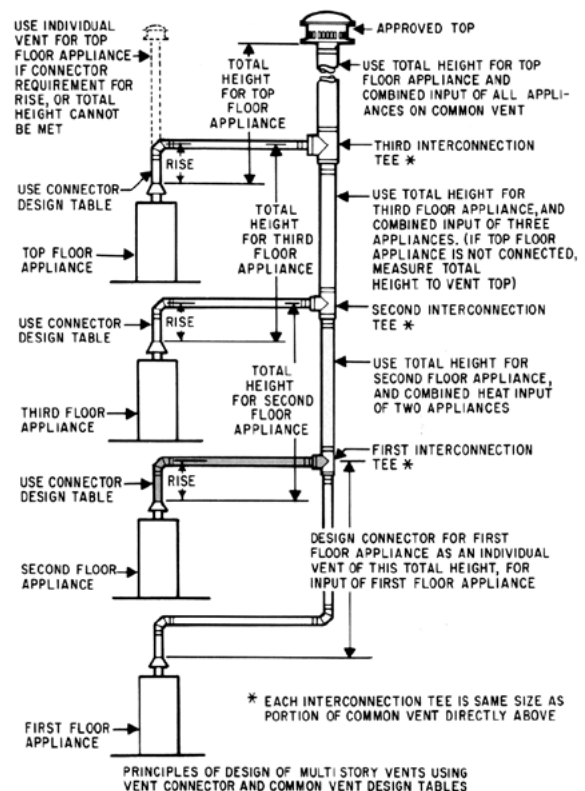 USE INDIVIDUAL
VENT FOR TOP
FLOOR APPLIANCE
IF CONNECTOR
REQUIREMENT FOR
RISE, OR TOTAL
HEIGHT CANNOT
BE MET
TOTAL
HEIGHT
FOR TOP
FLOOR
APPLIANCE
APPROVED TOP
USE TOTAL HEIGHT FOR TOP
FLOOR APPLIANCE AND
COMBINED INPUT OF ALL APPLI-
ANCES ON COMMON VENT
RISE
THIRD INTERCONNECTION
TEE *
USE CONNECTOR
DESIGN TABLE
TOP FLOOR
APPLIANCE
TOTAL
HEIGHT
FOR THIRD
FLOOR
APPLIANCE
USE TOTAL HEIGHT FOR
THIRD FLOOR APPLIANCE, AND
COMBINED INPUT OF THREE
APPLIANCES. (IF TOP FLOOR
APPLIANCE IS NOT CONNECTED,
MEASURE TOTAL
HEIGHT TO VENT TOP)
SECOND INTERCONNECTION
TEE *
USE CONNECTOR
DESIGN TABLE
RISE
THIRD FLOOR
APPLIANCE
TOTAL
HEIGHT
FOR SECOND
FLOOR
APPLIANCE
USE TOTAL HEIGHT FOR
SECOND FLOOR APPLIANCE,
AND COMBINED HEAT INPUT
OF TWO APPLIANCES
FIRST INTERCONNECTION
TEE *
USE CONNECTOR
DESIGN TABLE
RISE
SECOND FLOOR
APPLIANCE
DESIGN CONNECTOR FOR FIRST
FLOOR APPLIANCE AS AN INDIVIDUAL
VENT OF THIS TOTAL HEIGHT, FOR
INPUT OF FIRST FLOOR APPLIANCE
FIRST FLOOR
APPLIANCE
* EACH INTERCONNECTION TEE IS SAME SIZE AS
PORTION OF COMMON VENT DIRECTLY ABOVE
PRINCIPLES OF DESIGN OF MULTI STORY VENTS USING
VENT CONNECTOR AND COMMON VENT DESIGN TABLES